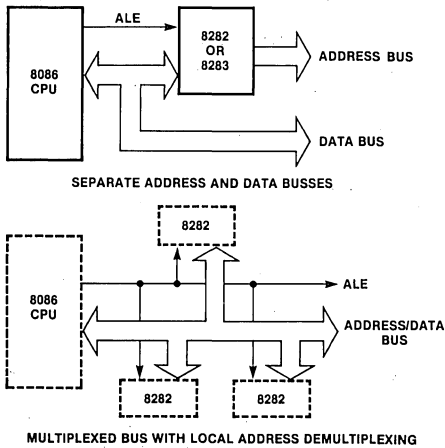 ALE
8086
CPU
8282
OR
8283
ADDRESS BUS
DATA BUS
SEPARATE ADDRESS AND DATA BUSSES
8282
8086
CPU
ALE
ADDRESS/DATA
BUS
8282
8282
MULTIPLEXED BUS WITH LOCAL ADDRESS DEMULTIPLEXING